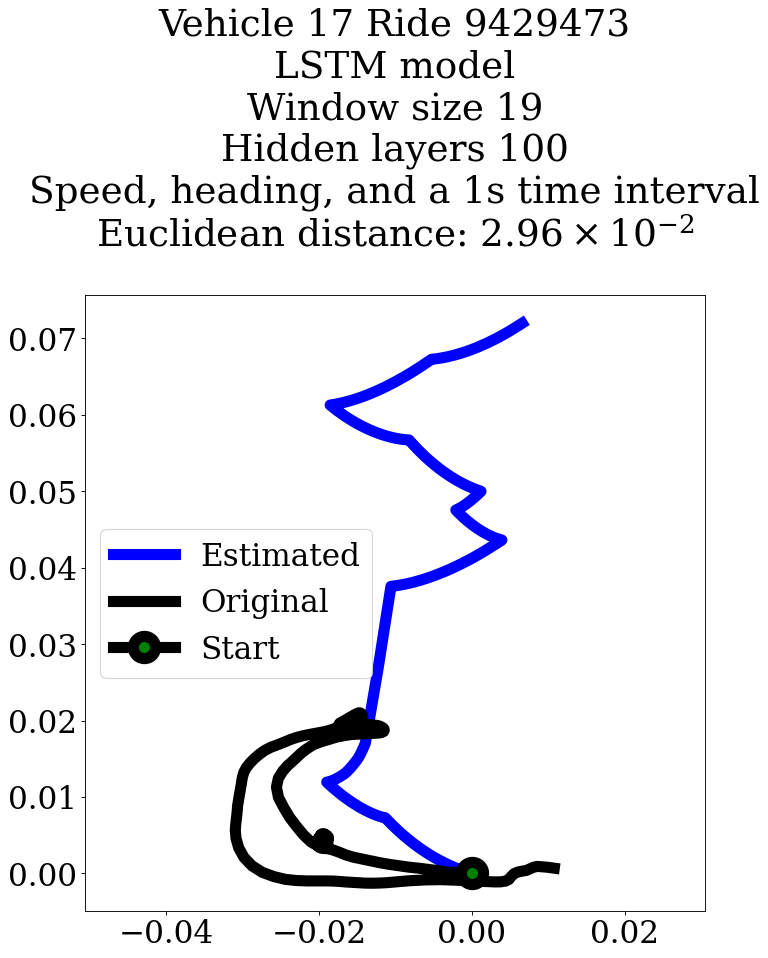 Vehicle 17 Ride 9429473
LSTM model
Window size 19
Hidden layers 100
Speed, heading, and a 1s time interval
Euclidean distance: 2.96 × 10⁻²
0.07
0.06
0.05
0.04
0.03
0.02
0.01
0.00
Estimated
Original
Start
−0.04
−0.02
0.00
0.02